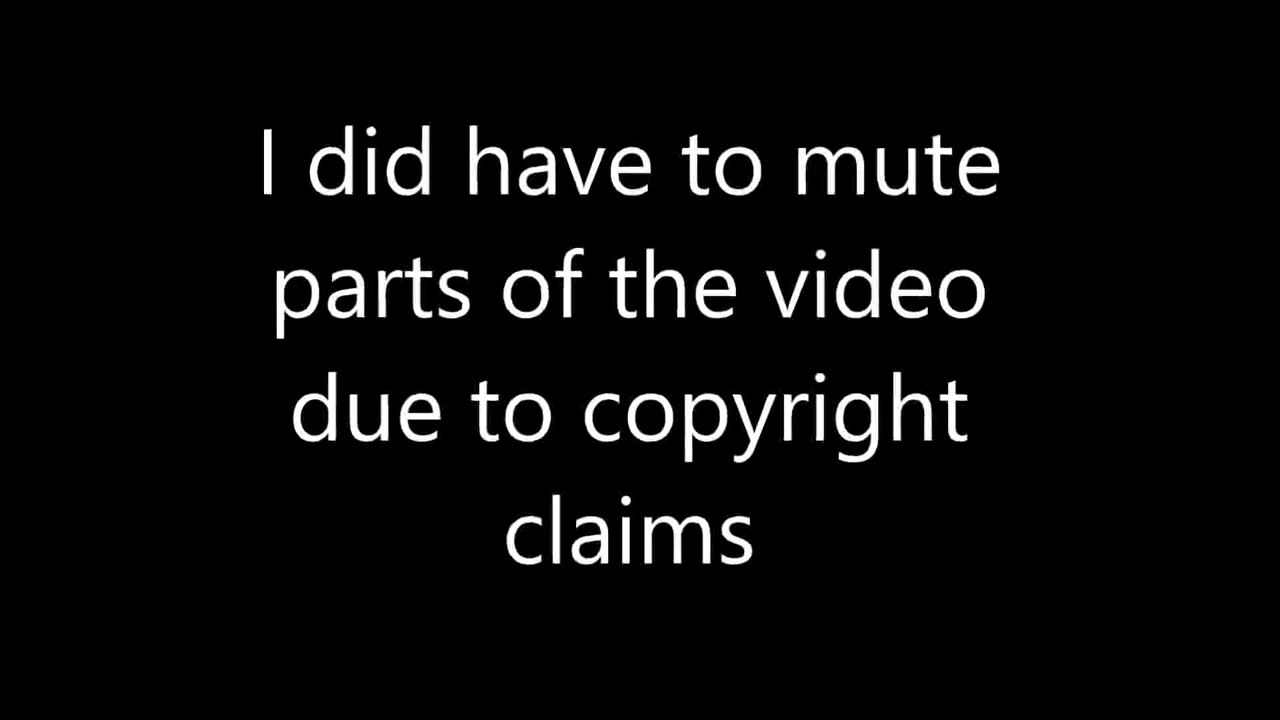 I did have to mute
parts of the video
due to copyright
claims